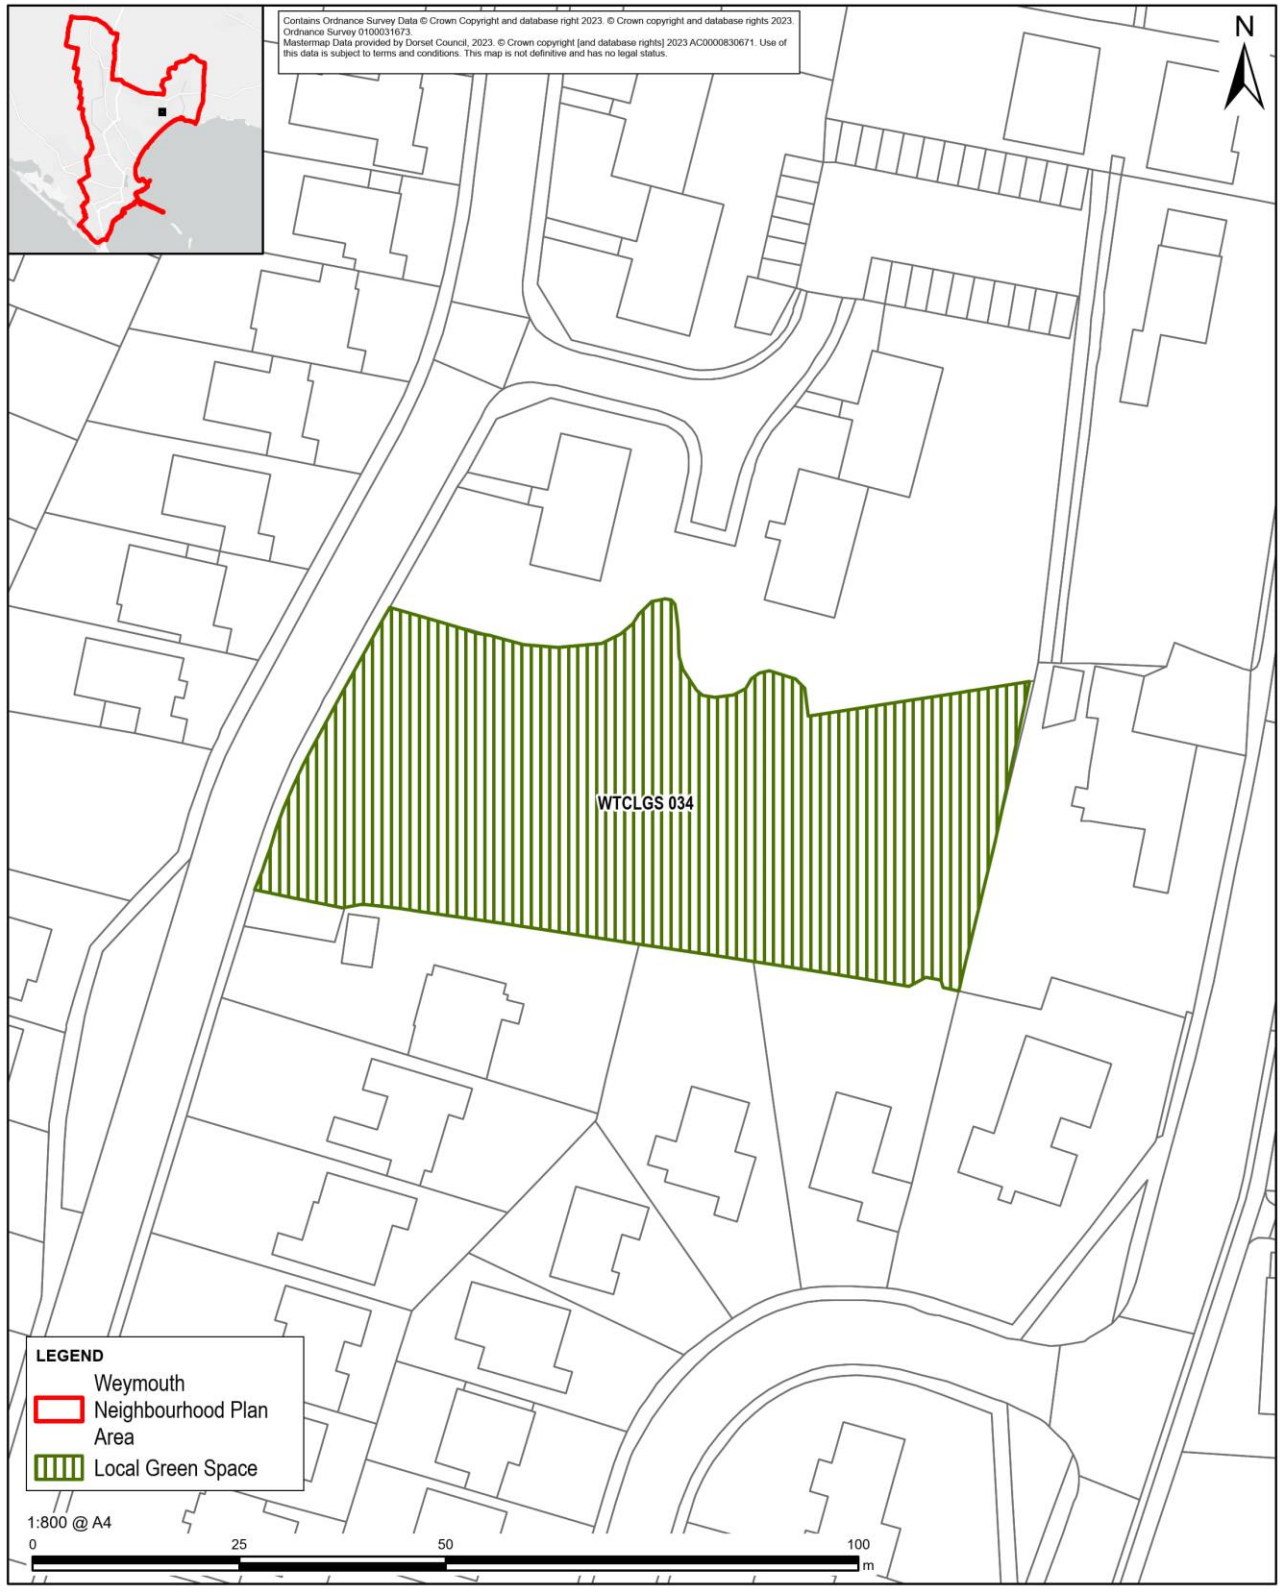 Contains Ordnance Survey Data © Crown Copyright and database right 2023. © Crown copyright and database rights 2023.
Ordnance Survey 0100031673.
Mastermap Data provided by Dorset Council, 2023. © Crown copyright [and database rights] 2023 AC0000830671. Use of
this data is subject to terms and conditions. This map is not definitive and has no legal status.
N
WTCLGS 034
LEGEND
Weymouth
Neighbourhood Plan
Area
Local Green Space
1:800 @ A4
0 25 50 100
m